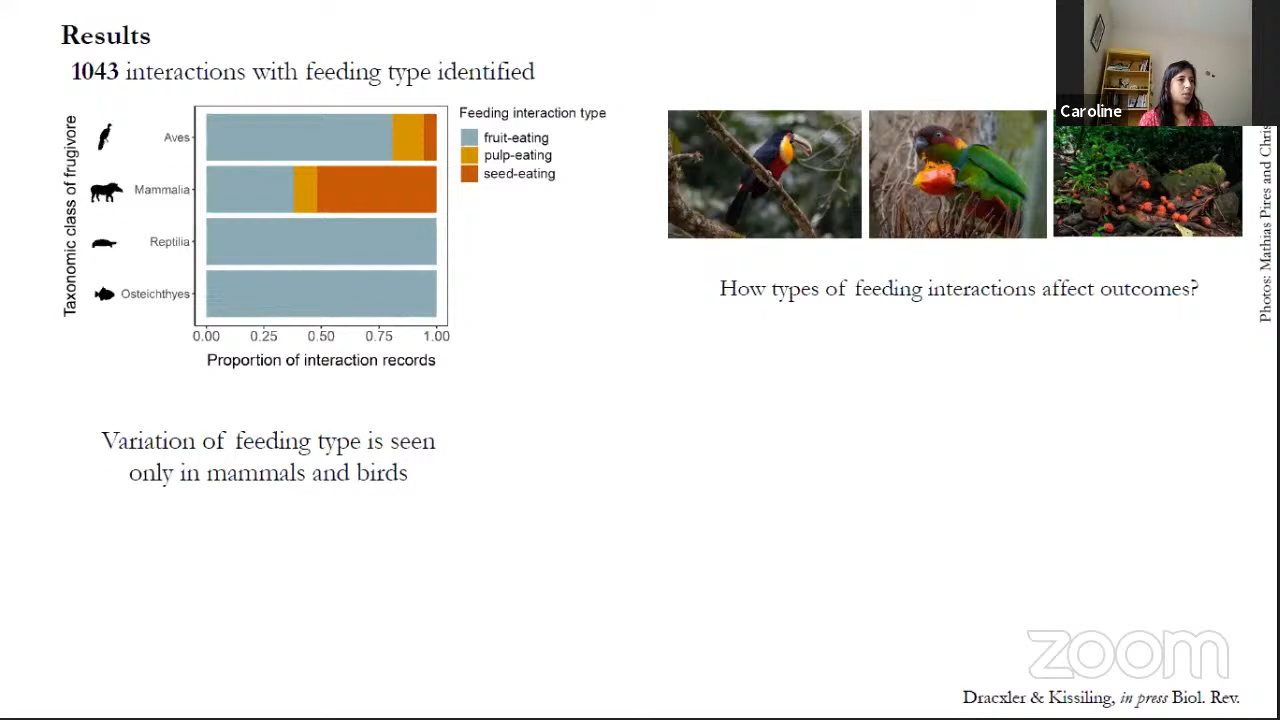 Results
1043 interactions with feeding type identified
Taxonomic class of frugivore
Aves
Mammalia
Reptilia
Osteichthyes
0.00 0.25 0.50 0.75 1.00
Proportion of interaction records
Feeding interaction type
fruit-eating
pulp-eating
seed-eating
Variation of feeding type is seen
only in mammals and birds
Caroline
Photos: Mathias Pires and Chris
How types of feeding interactions affect outcomes?
zoom
Dracxler & Kissiling, in press Biol. Rev.